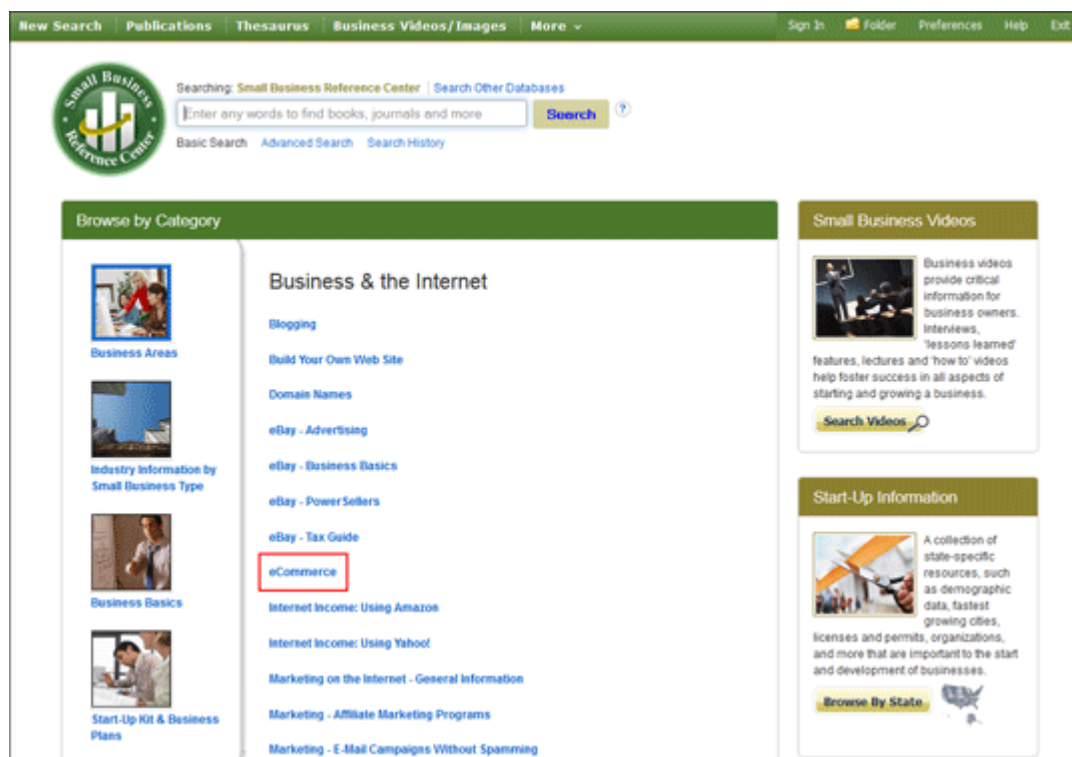 New Search Publications Thesaurus Business Videos/Images More
Sign In Folder Preferences Help Exit
Small Business Reference Center
Searching: Small Business Reference Center Search Other Databases
Enter any words to find books, journals and more
Search
?
Basic Search Advanced Search Search History
Browse by Category
Business Areas
Industry Information by
Small Business Type
Business Basics
Start-Up Kit & Business
Plans
Business & the Internet
Blogging
Build Your Own Web Site
Domain Names
eBay - Advertising
eBay - Business Basics
eBay - PowerSellers
eBay - Tax Guide
eCommerce
Internet Income: Using Amazon
Internet Income: Using Yahoo!
Marketing on the Internet - General Information
Marketing - Affiliate Marketing Programs
Marketing - E-Mail Campaigns Without Spamming
Small Business Videos
Business videos
provide critical
information for
business owners.
Interviews,
'lessons learned'
features, lectures and 'how to' videos
help foster success in all aspects of
starting and growing a business.
Search Videos
Start-Up Information
A collection of
state-specific
resources, such
as demographic
data, fastest
growing cities,
licenses and permits, organizations,
and more that are important to the start
and development of businesses.
Browse By State